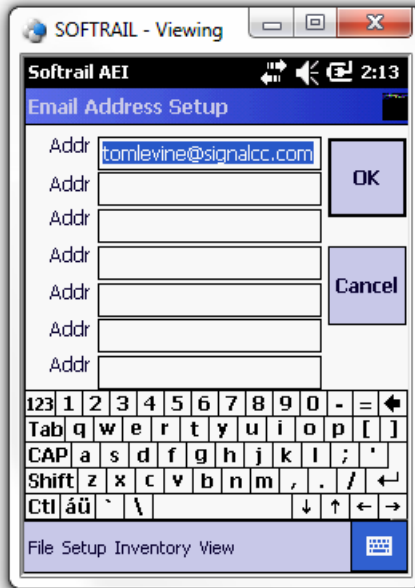 SOFTRAIL - Viewing
Softrail AEI 2:13
Email Address Setup
Addr tomlevine@signalcc.com
OK
Addr
Addr
Addr
Cancel
Addr
Addr
Addr
123 1 2 3 4 5 6 7 8 9 0 - =
Tab q w e r t y u i o p [ ]
CAP a s d f g h j k l ; '
Shift z x c v b n m , . /
Ctl áü ` \
File Setup Inventory View